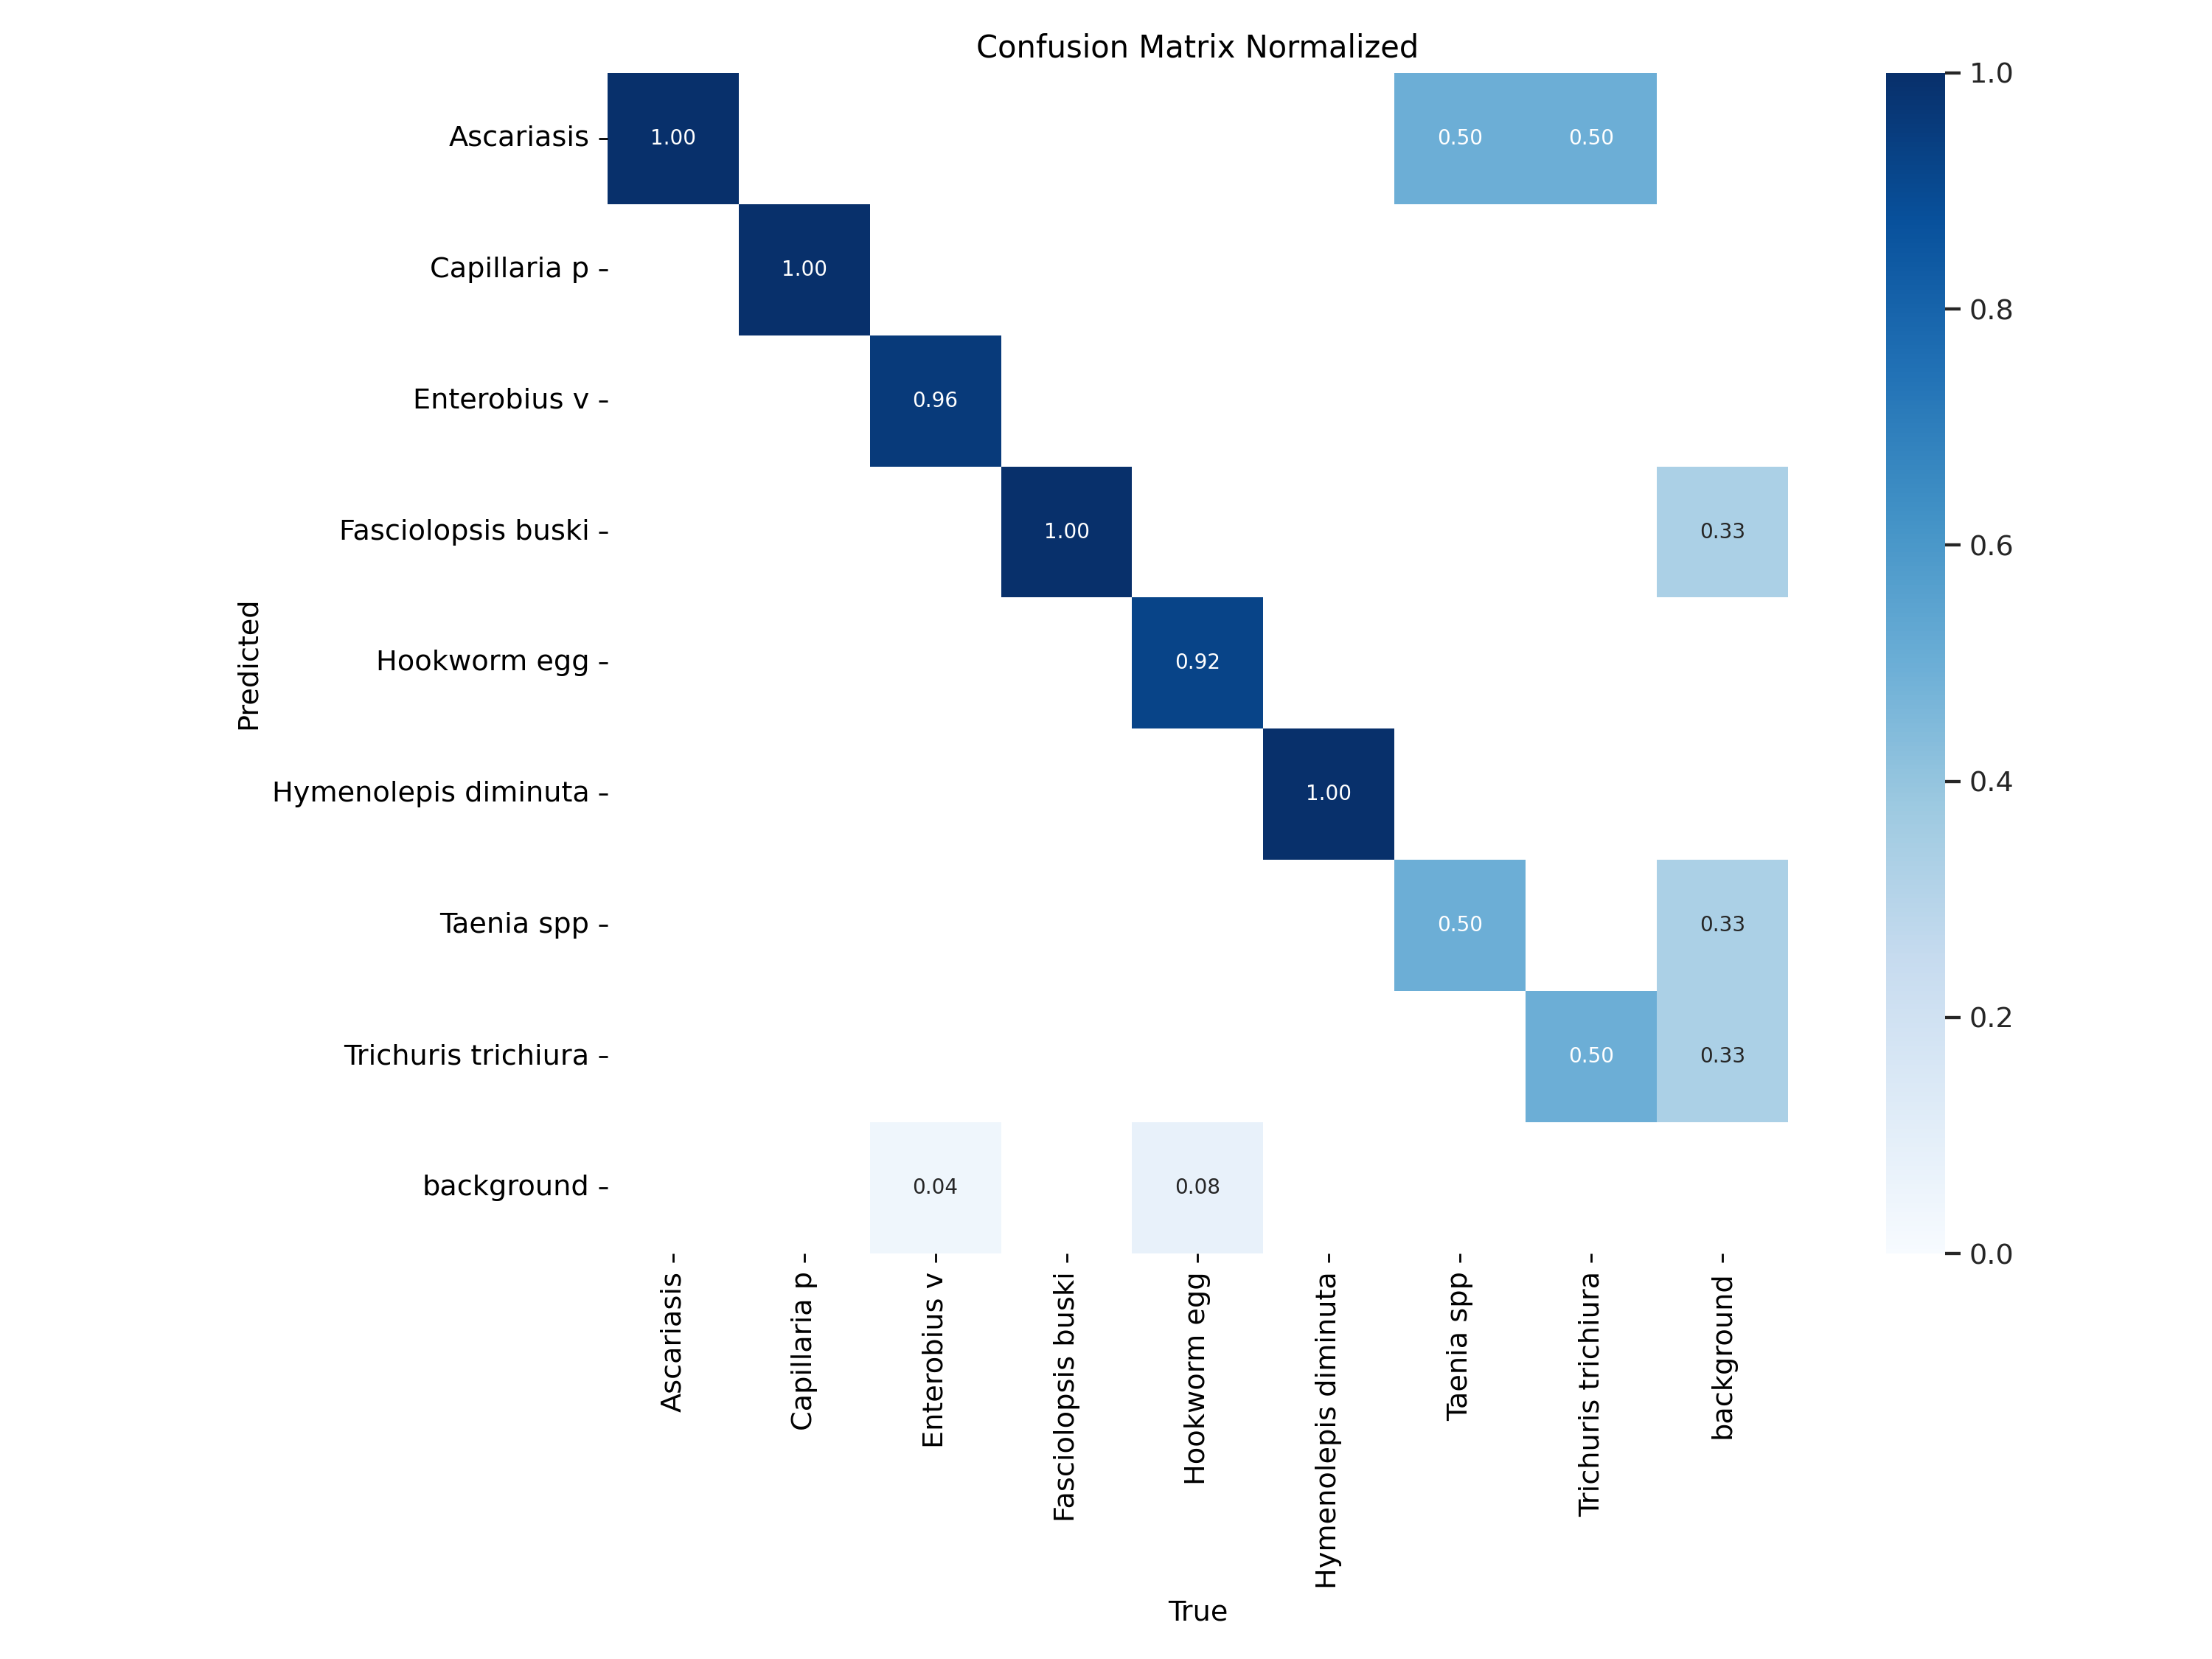 Confusion Matrix Normalized
Ascariasis
1.00
0.50
0.50
Capillaria p
1.00
Enterobius v
0.96
Fasciolopsis buski
1.00
0.33
Hookworm egg
0.92
Hymenolepis diminuta
1.00
Taenia spp
0.50
0.33
Trichuris trichiura
0.50
0.33
background
0.04
0.08
Predicted
Ascariasis
Capillaria p
Enterobius v
Fasciolopsis buski
Hookworm egg
Hymenolepis diminuta
Taenia spp
Trichuris trichiura
background
True
1.0
0.8
0.6
0.4
0.2
0.0